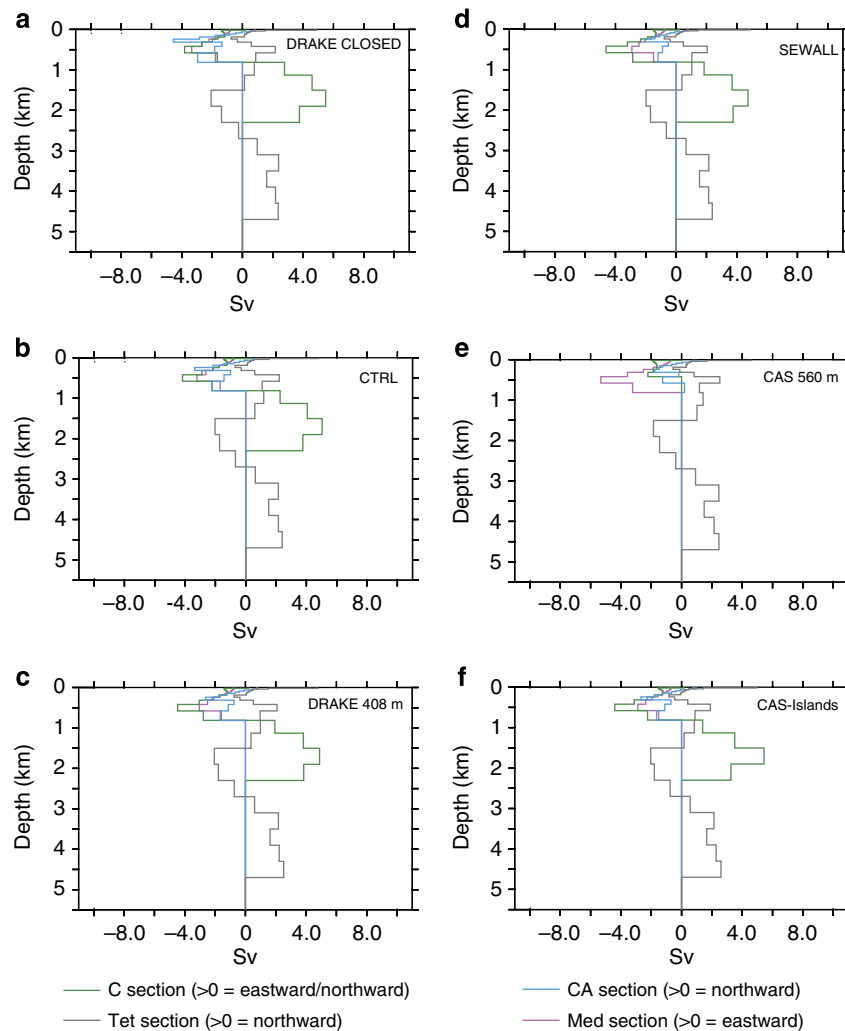 a
DRAKE CLOSED
0
1
2
3
4
5
Depth (km)
−8.0 −4.0 0 4.0 8.0
Sv
d
SEWALL
0
1
2
3
4
5
Depth (km)
−8.0 −4.0 0 4.0 8.0
Sv
b
CTRL
0
1
2
3
4
5
Depth (km)
−8.0 -4.0 0 4.0 8.0
Sv
e
CAS 560 m
0
1
2
3
4
5
Depth (km)
−8.0 −4.0 0 4.0 8.0
Sv
c
DRAKE 408 m
0
1
2
3
4
5
Depth (km)
−8.0 −4.0 0 4.0 8.0
Sv
f
CAS-Islands
0
1
2
3
4
5
Depth (km)
−8.0 −4.0 0 4.0 8.0
Sv
C section (>0 = eastward/northward)
Tet section (>0 = northward)
CA section (>0 = northward)
Med section (>0 = eastward)